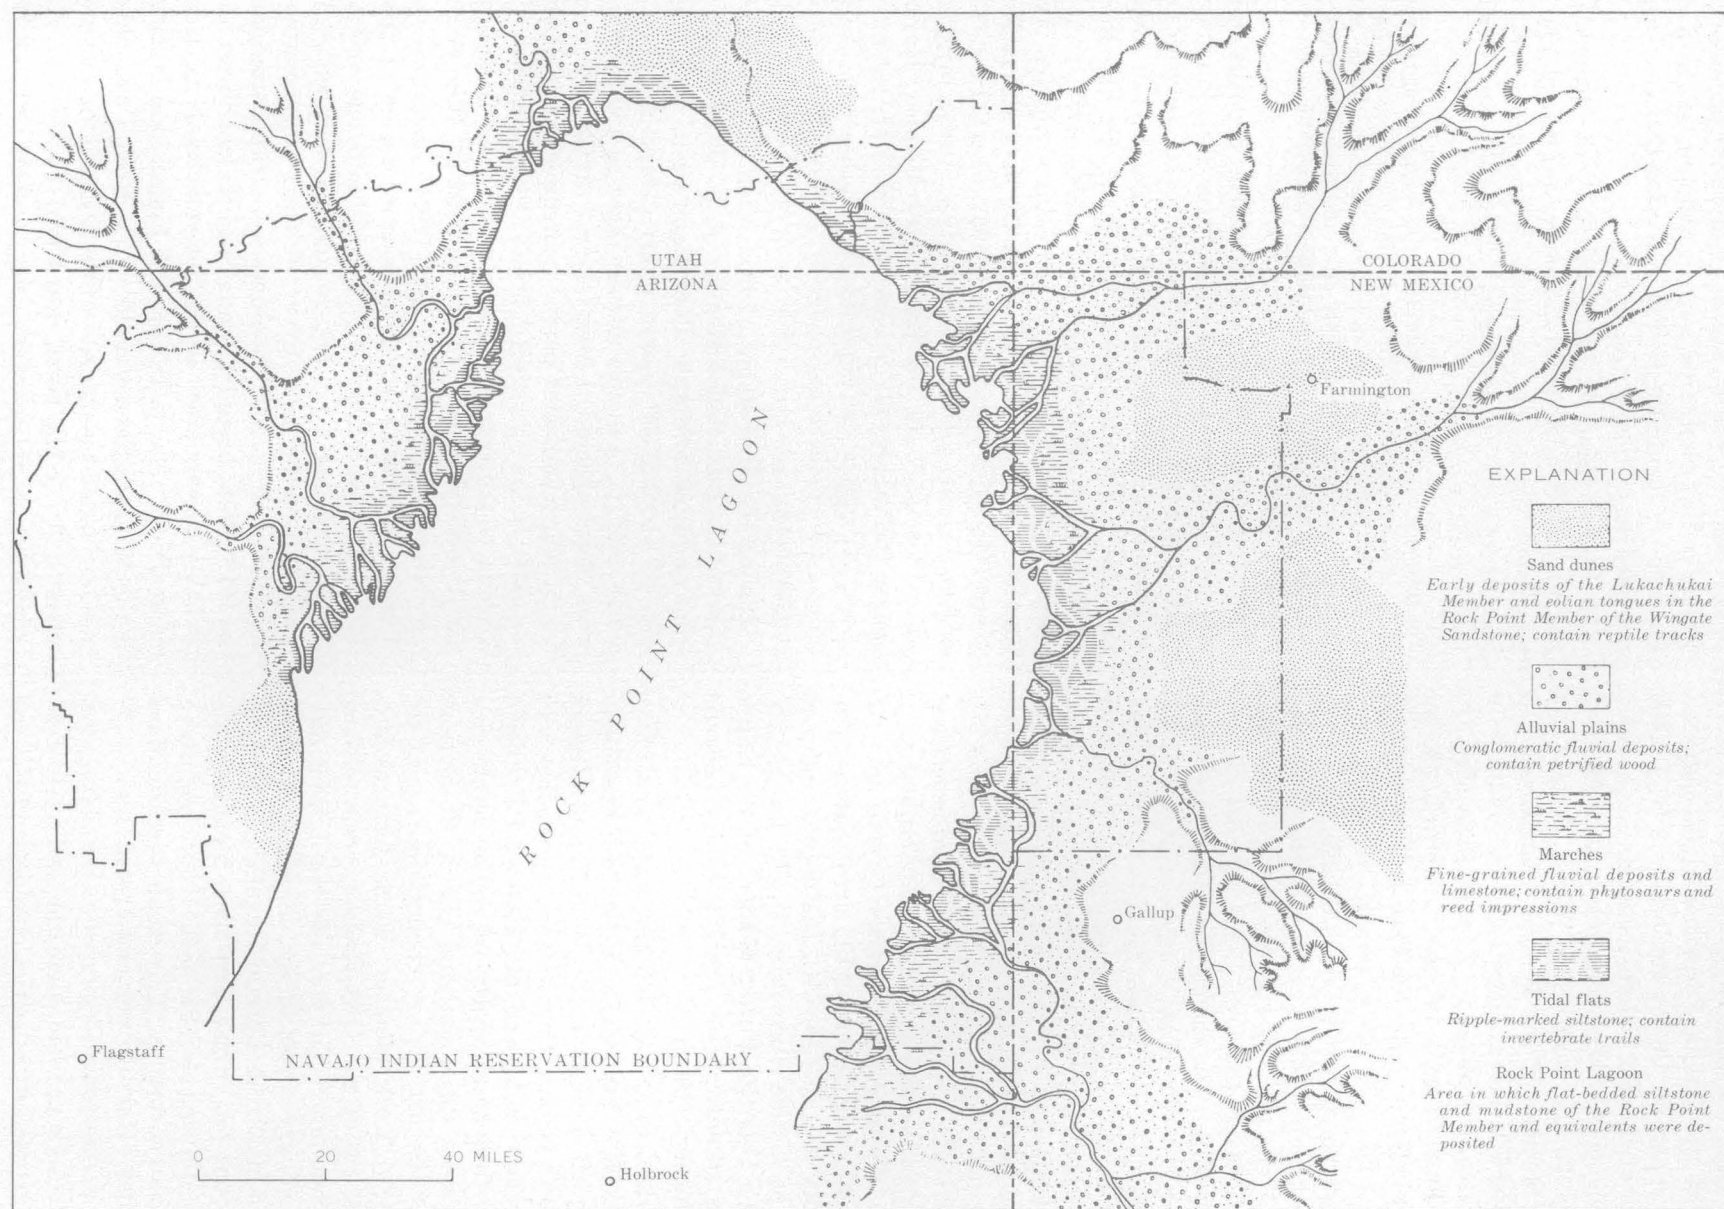 UTAH
ARIZONA
COLORADO
NEW MEXICO
Farmington
ROCK POINT LAGOON
Gallup
Flagstaff
NAVAJO INDIAN RESERVATION BOUNDARY
0 20 40 MILES
Holbrock
EXPLANATION
Sand dunes
Early deposits of the Lukachukai
Member and eolian tongues in the
Rock Point Member of the Wingate
Sandstone; contain reptile tracks
Alluvial plains
Conglomeratic fluvial deposits;
contain petrified wood
Marches
Fine-grained fluvial deposits and
limestone; contain phytosaurs and
reed impressions
Tidal flats
Ripple-marked siltstone; contain
invertebrate trails
Rock Point Lagoon
Area in which flat-bedded siltstone
and mudstone of the Rock Point
Member and equivalents were de-
posited